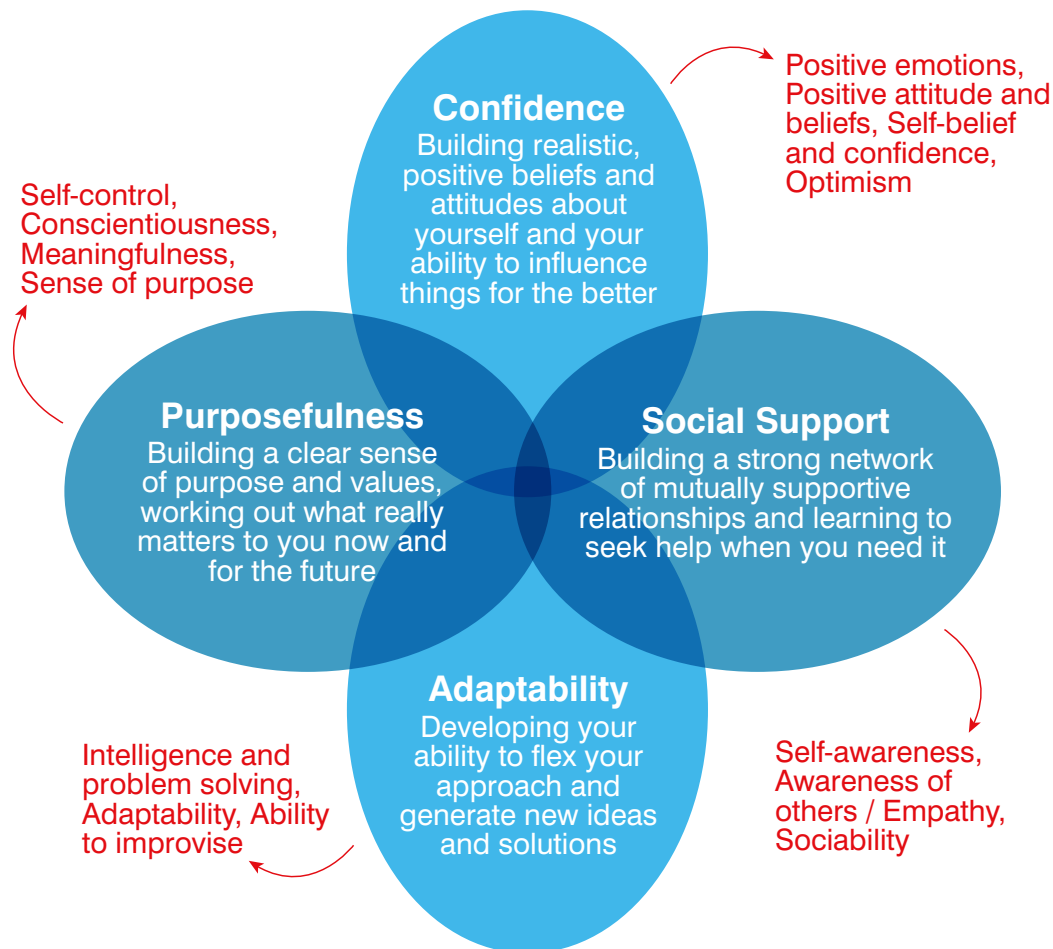 Confidence
Building realistic,
positive beliefs and
attitudes about
yourself and your
ability to influence
things for the better
Positive emotions,
Positive attitude and
beliefs, Self-belief
and confidence,
Optimism
Self-control,
Conscientiousness,
Meaningfulness,
Sense of purpose
Purposefulness
Building a clear sense
of purpose and values,
working out what really
matters to you now and
for the future
Social Support
Building a strong network
of mutually supportive
relationships and learning to
seek help when you need it
Adaptability
Developing your
ability to flex your
approach and
generate new ideas
and solutions
Intelligence and
problem solving,
Adaptability, Ability
to improvise
Self-awareness,
Awareness of
others / Empathy,
Sociability